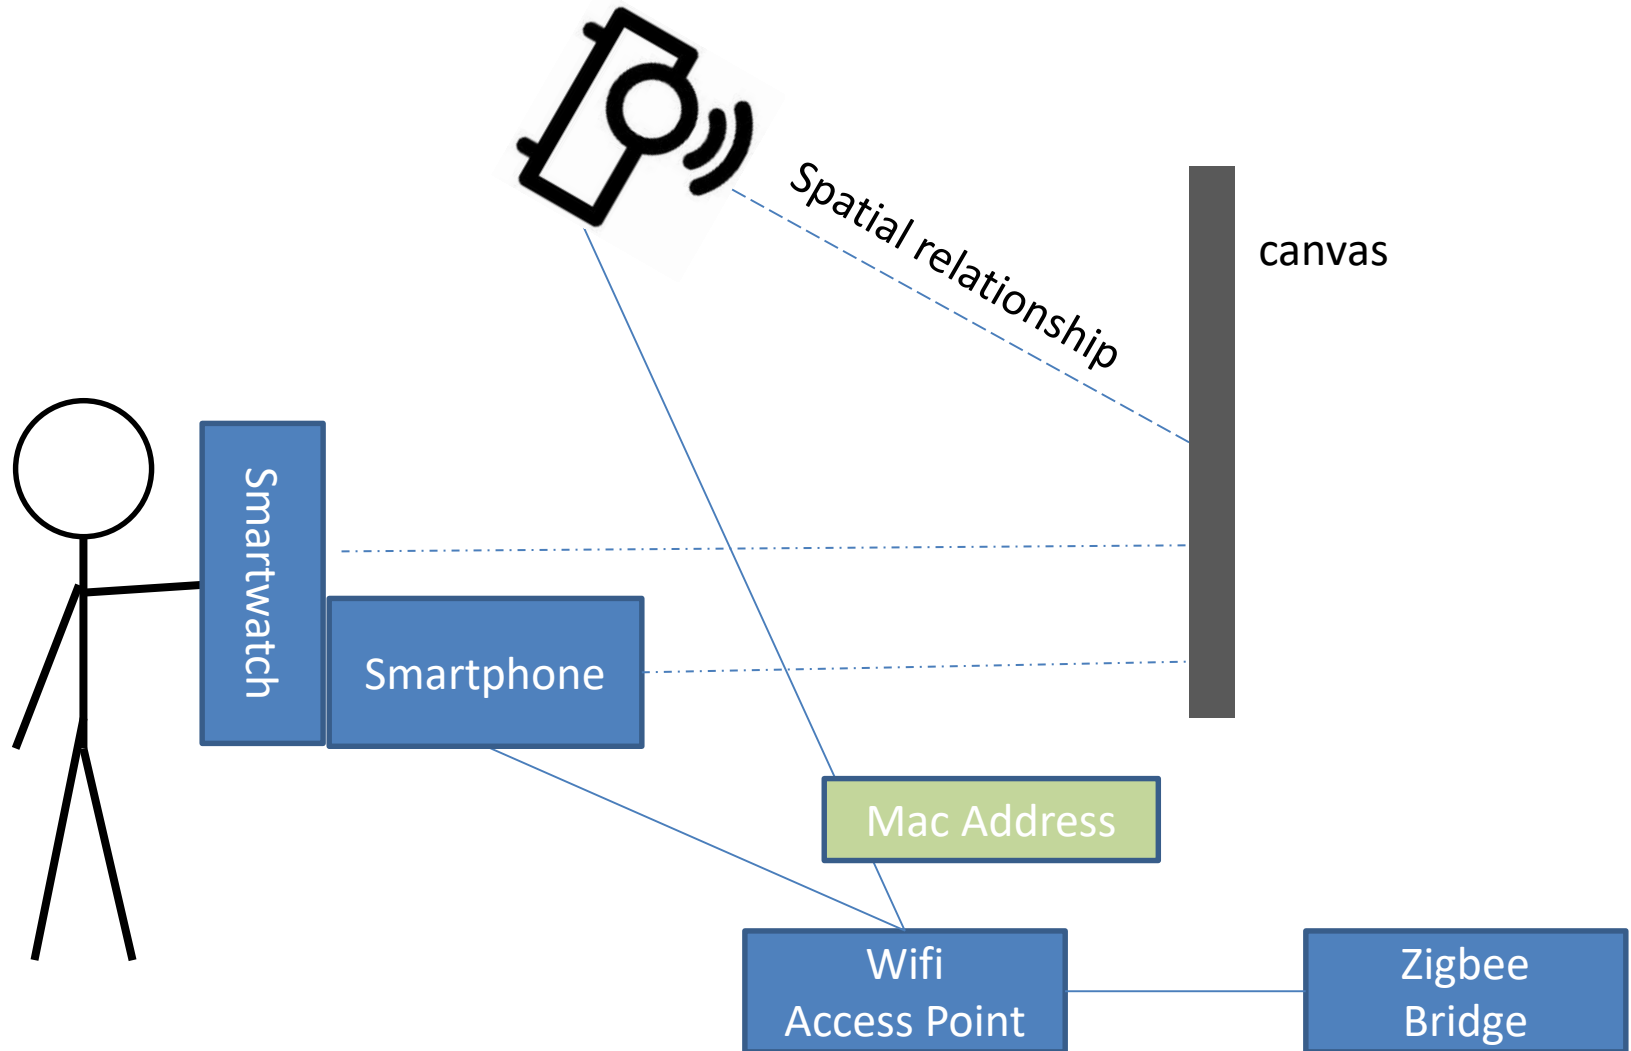 Spatial relationship
canvas
Smartwatch
Smartphone
Mac Address
Wifi
Access Point
Zigbee
Bridge